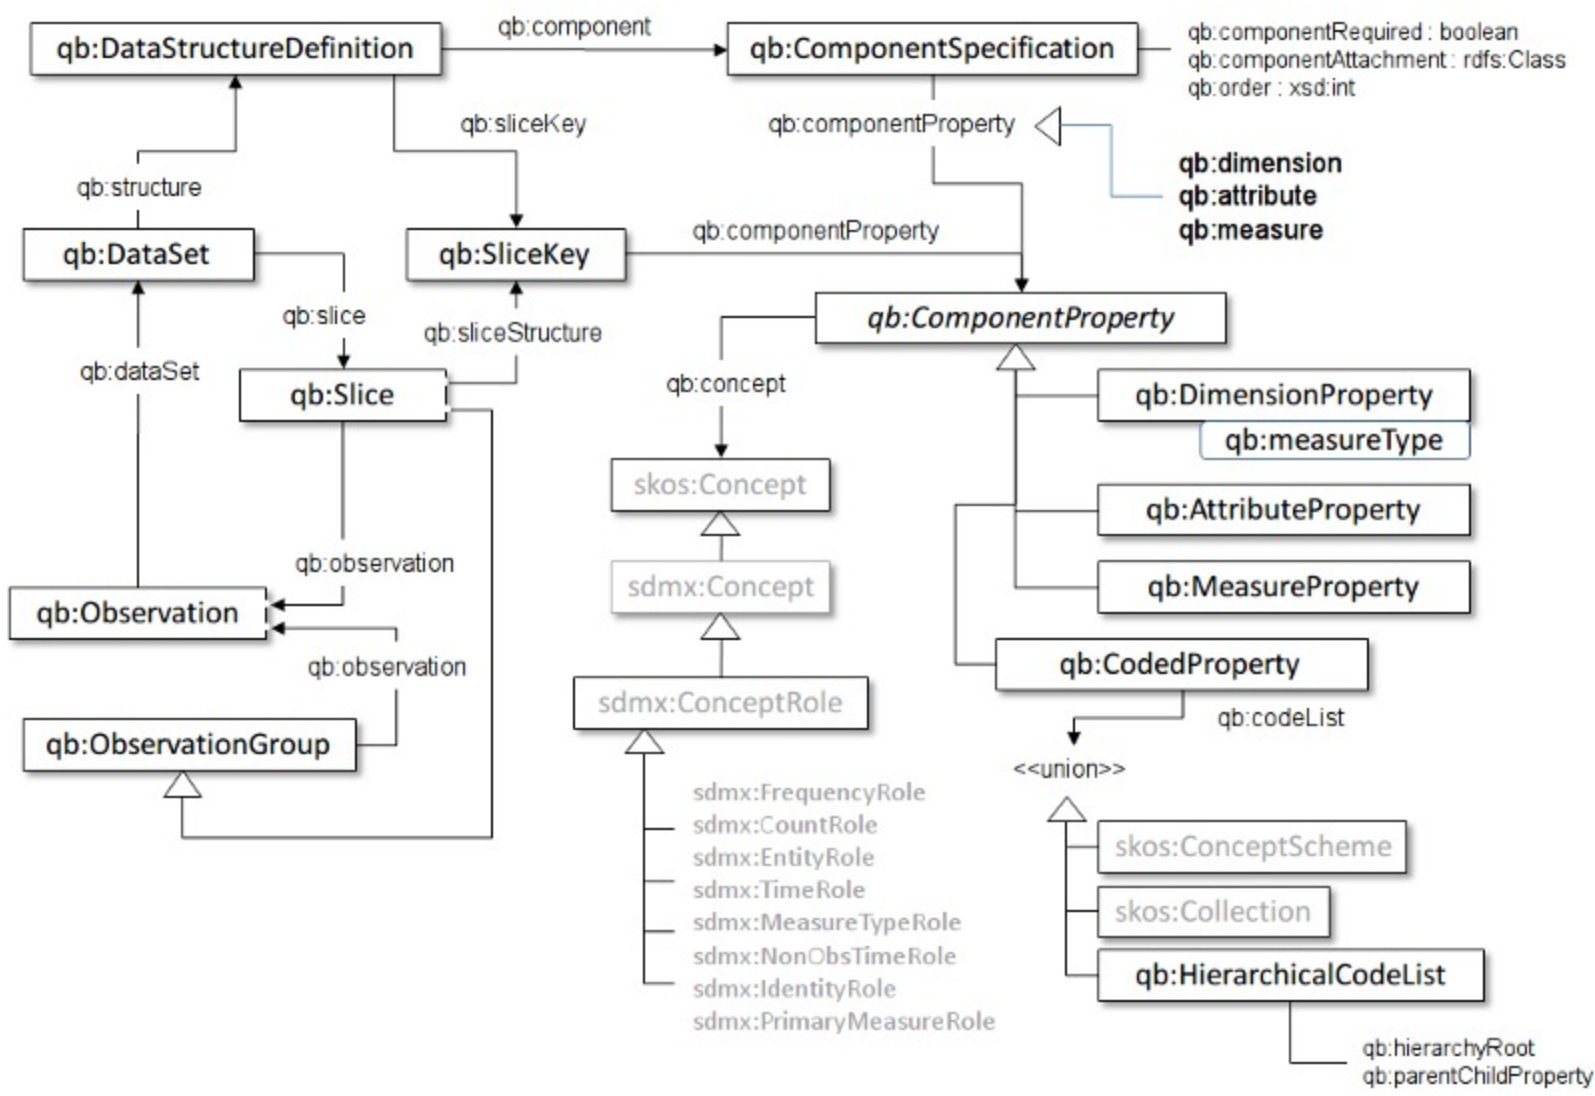 qb:DataStructureDefinition
qb:component
qb:ComponentSpecification
qb:componentRequired : boolean
qb:componentAttachment : rdfs:Class
qb:order : xsd:int
qb:sliceKey
qb:componentProperty
qb:dimension
qb:attribute
qb:measure
qb:structure
qb:DataSet
qb:SliceKey
qb:componentProperty
qb:slice
qb:sliceStructure
qb:ComponentProperty
qb:dataSet
qb:Slice
qb:concept
qb:DimensionProperty
qb:measureType
skos:Concept
qb:AttributeProperty
qb:observation
sdmx:Concept
qb:MeasureProperty
qb:Observation
qb:observation
qb:CodedProperty
sdmx:ConceptRole
qb:codeList
qb:ObservationGroup
<<union>>
sdmx:FrequencyRole
sdmx:CountRole
sdmx:EntityRole
sdmx:TimeRole
sdmx:MeasureTypeRole
sdmx:NonObsTimeRole
sdmx:IdentityRole
sdmx:PrimaryMeasureRole
skos:ConceptScheme
skos:Collection
qb:HierarchicalCodeList
qb:hierarchyRoot
qb:parentChildProperty